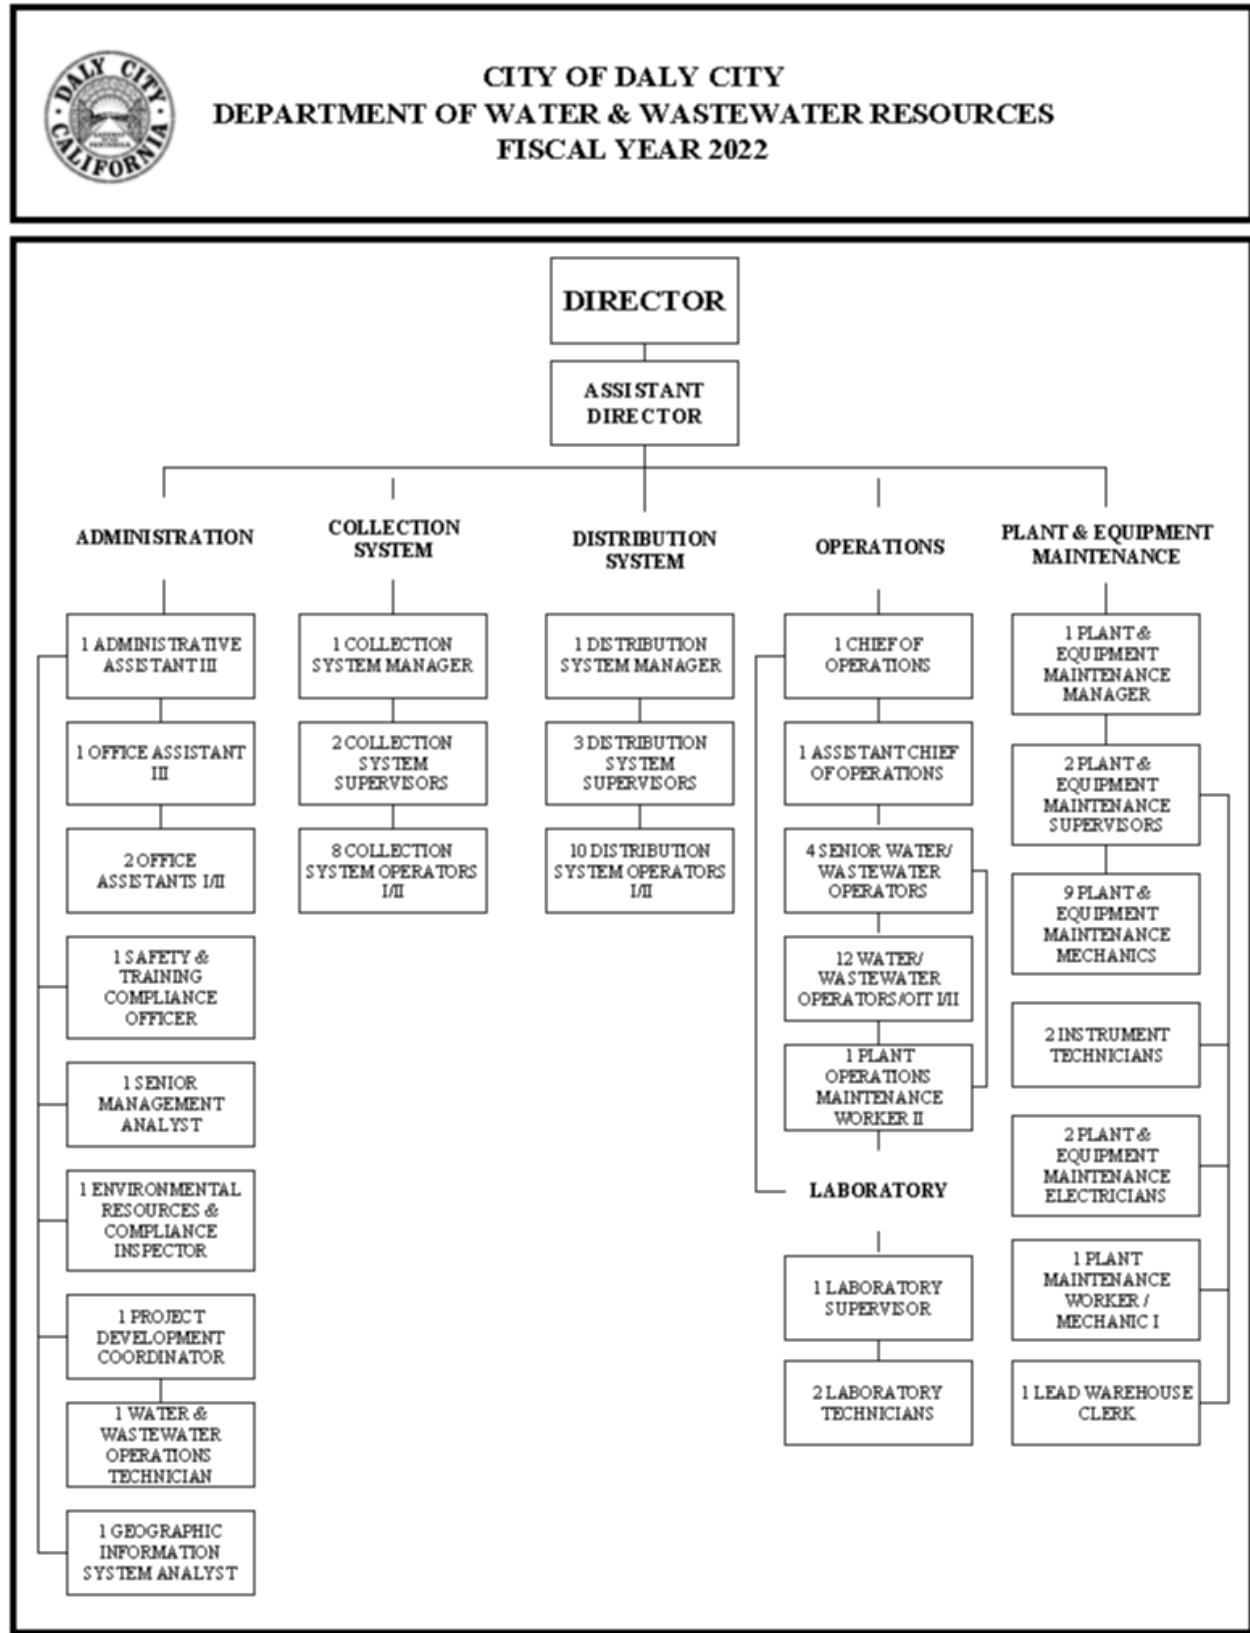 DALY CITY
CALIFORNIA
CITY OF DALY CITY
DEPARTMENT OF WATER & WASTEWATER RESOURCES
FISCAL YEAR 2022
DIRECTOR
ASSISTANT
DIRECTOR
ADMINISTRATION
1 ADMINISTRATIVE
ASSISTANT III
1 OFFICE ASSISTANT
III
2 OFFICE
ASSISTANTS I/II
1 SAFETY &
TRAINING
COMPLIANCE
OFFICER
1 SENIOR
MANAGEMENT
ANALYST
1 ENVIRONMENTAL
RESOURCES &
COMPLIANCE
INSPECTOR
1 PROJECT
DEVELOPMENT
COORDINATOR
1 WATER &
WASTEWATER
OPERATIONS
TECHNICIAN
1 GEOGRAPHIC
INFORMATION
SYSTEM ANALYST
COLLECTION
SYSTEM
1 COLLECTION
SYSTEM MANAGER
2 COLLECTION
SYSTEM
SUPERVISORS
8 COLLECTION
SYSTEM OPERATORS
I/II
DISTRIBUTION
SYSTEM
1 DISTRIBUTION
SYSTEM MANAGER
3 DISTRIBUTION
SYSTEM
SUPERVISORS
10 DISTRIBUTION
SYSTEM OPERATORS
I/II
OPERATIONS
1 CHIEF OF
OPERATIONS
1 ASSISTANT CHIEF
OF OPERATIONS
4 SENIOR WATER/
WASTEWATER
OPERATORS
12 WATER/
WASTEWATER
OPERATORS/OIT I/II
1 PLANT
OPERATIONS
MAINTENANCE
WORKER II
LABORATORY
1 LABORATORY
SUPERVISOR
2 LABORATORY
TECHNICIANS
PLANT & EQUIPMENT
MAINTENANCE
1 PLANT &
EQUIPMENT
MAINTENANCE
MANAGER
2 PLANT &
EQUIPMENT
MAINTENANCE
SUPERVISORS
9 PLANT &
EQUIPMENT
MAINTENANCE
MECHANICS
2 INSTRUMENT
TECHNICIANS
2 PLANT &
EQUIPMENT
MAINTENANCE
ELECTRICIANS
1 PLANT
MAINTENANCE
WORKER /
MECHANIC I
1 LEAD WAREHOUSE
CLERK